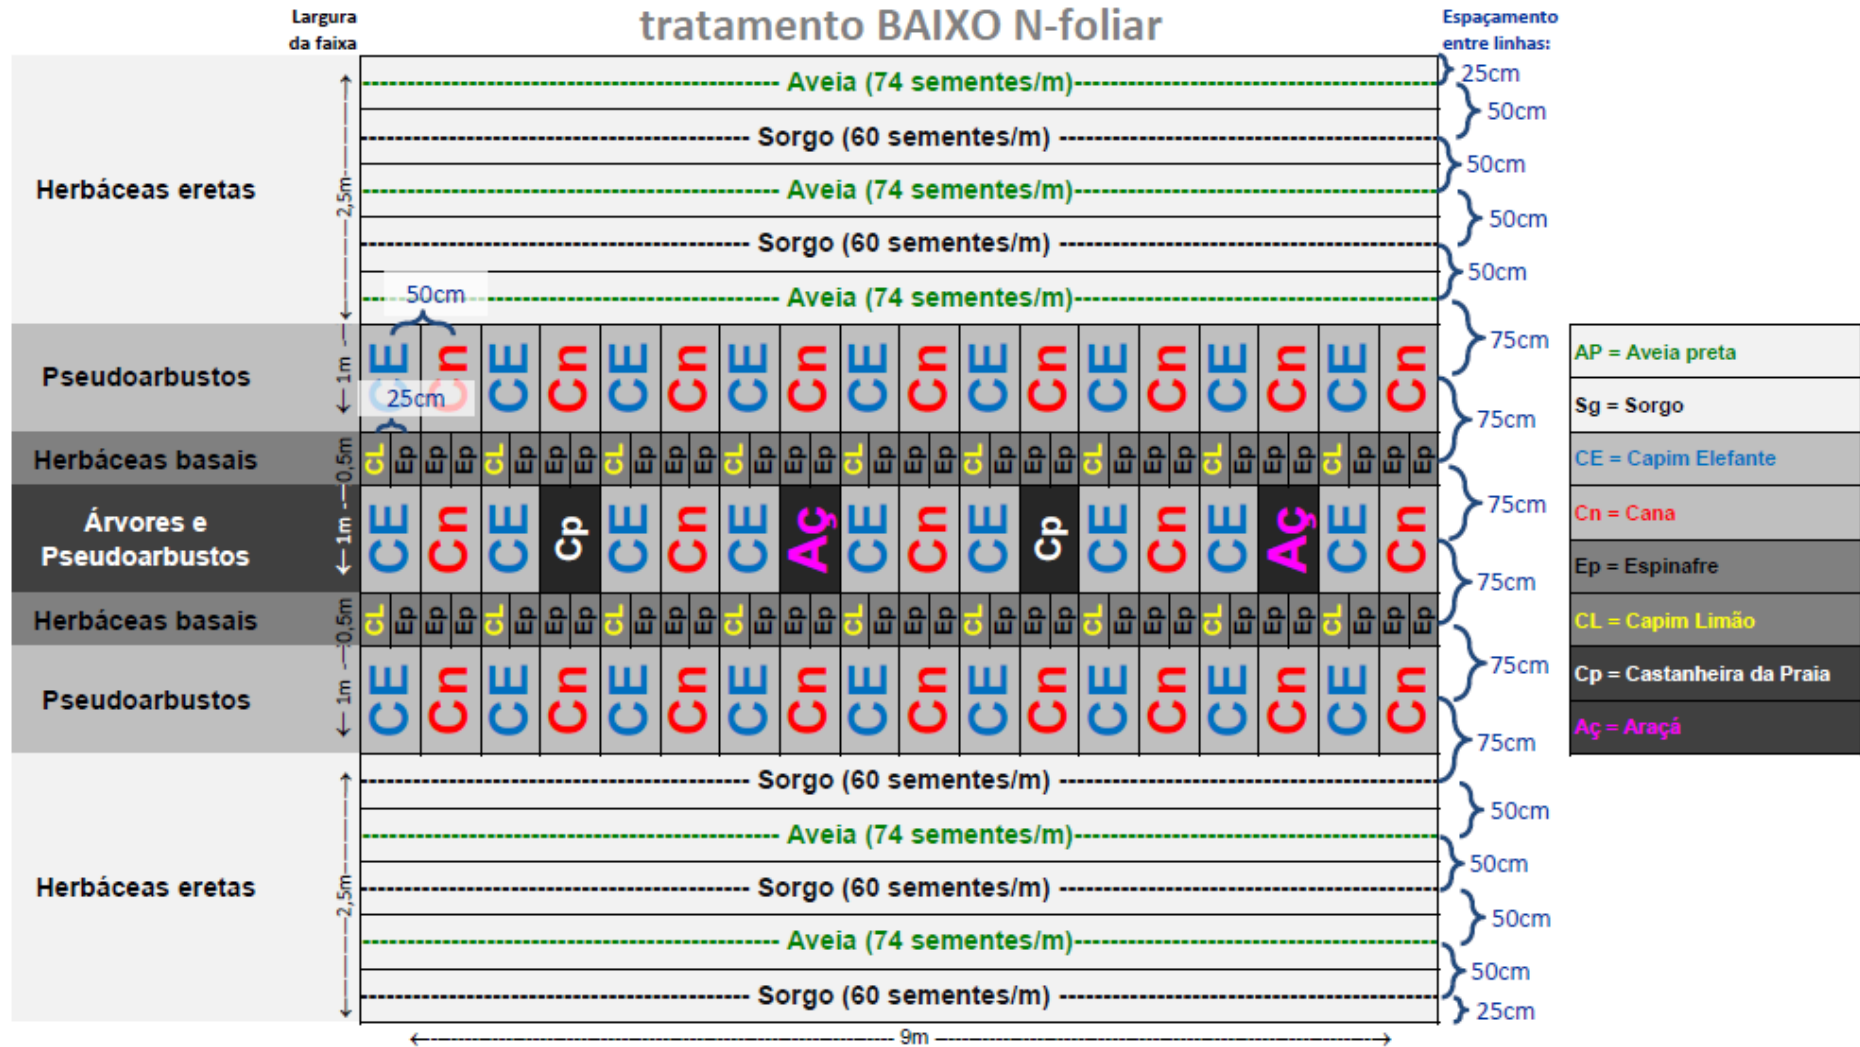 Largura
da faixa
tratamento BAIXO N-foliar
Espaçamento
entre linhas:
Aveia (74 sementes/m)
25cm
50cm
Sorgo (60 sementes/m)
50cm
Herbáceas eretas
2,5m
Aveia (74 sementes/m)
50cm
Sorgo (60 sementes/m)
50cm
50cm
Aveia (74 sementes/m)
75cm
Pseudoarbustos
1m
CE Cn CE Cn CE Cn CE Cn CE Cn CE Cn CE Cn CE Cn CE Cn
25cm
75cm
Herbáceas basais
0,5m
CL Ep Ep Ep CL Ep Ep Ep CL Ep Ep Ep CL Ep Ep Ep CL Ep Ep Ep CL Ep Ep Ep CL Ep Ep Ep CL Ep Ep Ep CL Ep Ep Ep
75cm
Árvores e
Pseudoarbustos
1m
CE Cn CE Cp CE Cn CE Aç CE Cn CE Cp CE Cn CE Aç CE Cn
75cm
Herbáceas basais
0,5m
CL Ep Ep Ep CL Ep Ep Ep CL Ep Ep Ep CL Ep Ep Ep CL Ep Ep Ep CL Ep Ep Ep CL Ep Ep Ep CL Ep Ep Ep CL Ep Ep Ep
75cm
Pseudoarbustos
1m
CE Cn CE Cn CE Cn CE Cn CE Cn CE Cn CE Cn CE Cn CE Cn
75cm
Sorgo (60 sementes/m)
50cm
Aveia (74 sementes/m)
50cm
Herbáceas eretas
2,5m
Sorgo (60 sementes/m)
50cm
Aveia (74 sementes/m)
50cm
Sorgo (60 sementes/m)
25cm
9m
AP = Aveia preta
Sg = Sorgo
CE = Capim Elefante
Cn = Cana
Ep = Espinafre
CL = Capim Limão
Cp = Castanheira da Praia
Aç = Araçá